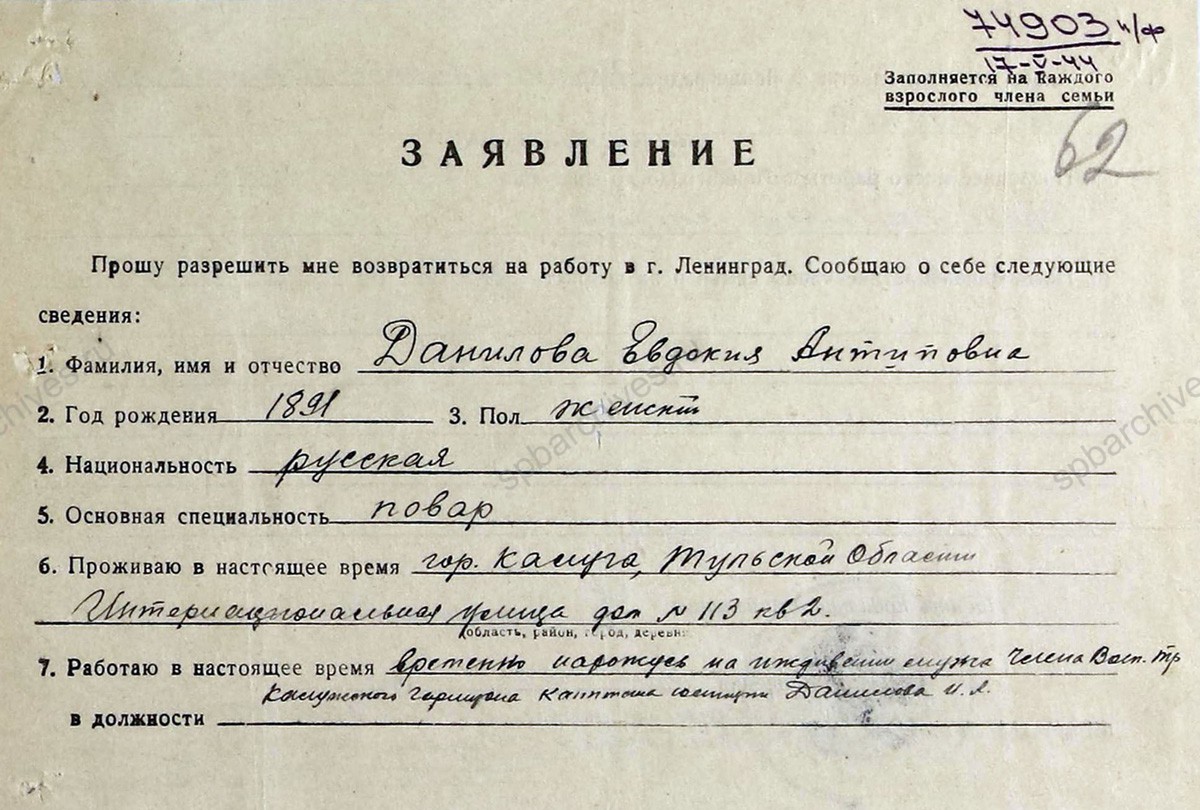 74903 н/ф
17-V-44
Заполняется на каждого
взрослого члена семьи
62
ЗАЯВЛЕНИЕ
Прошу разрешить мне возвратиться на работу в г. Ленинград. Сообщаю о себе следующие
сведения:
1. Фамилия, имя и отчество Данилова Евдокия Антиповна
2. Год рождения 1891 3. Пол женск
4. Национальность русская
5. Основная специальность повар
6. Проживаю в настоящее время гор. Калуга, Тульской Области
Интернациональная улица дом № 113 кв 2.
(область, район, город, деревня
7. Работаю в настоящее время временно нахожусь на иждивении мужа Члена Воен. Тр
Калужского Гарнизона Капитана юстиции Данилова И. А.
в должности
spbarchives
spbarchives